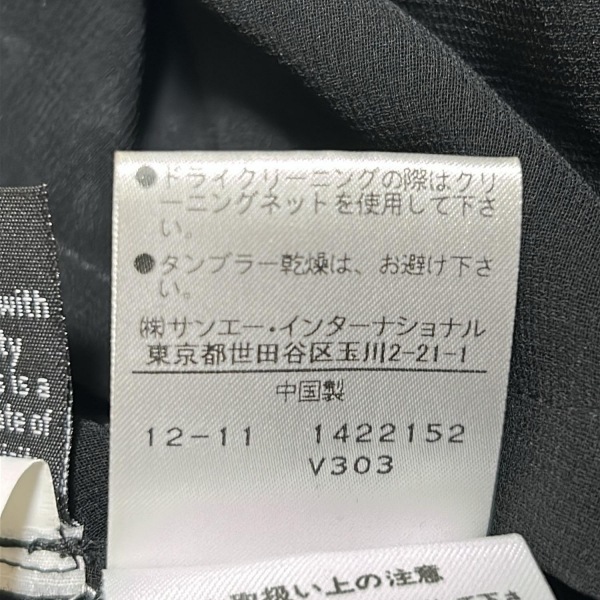 ●ドライクリーニングの際はクリ
ーニングネットを使用して下さ
い。
●タンブラー乾燥は、お避け下さ
い。
㈱サンエー・インターナショナル
東京都世田谷区玉川2-21-1
中国製
12-11 1422152
V303
with
is a
of
取扱い上の注意